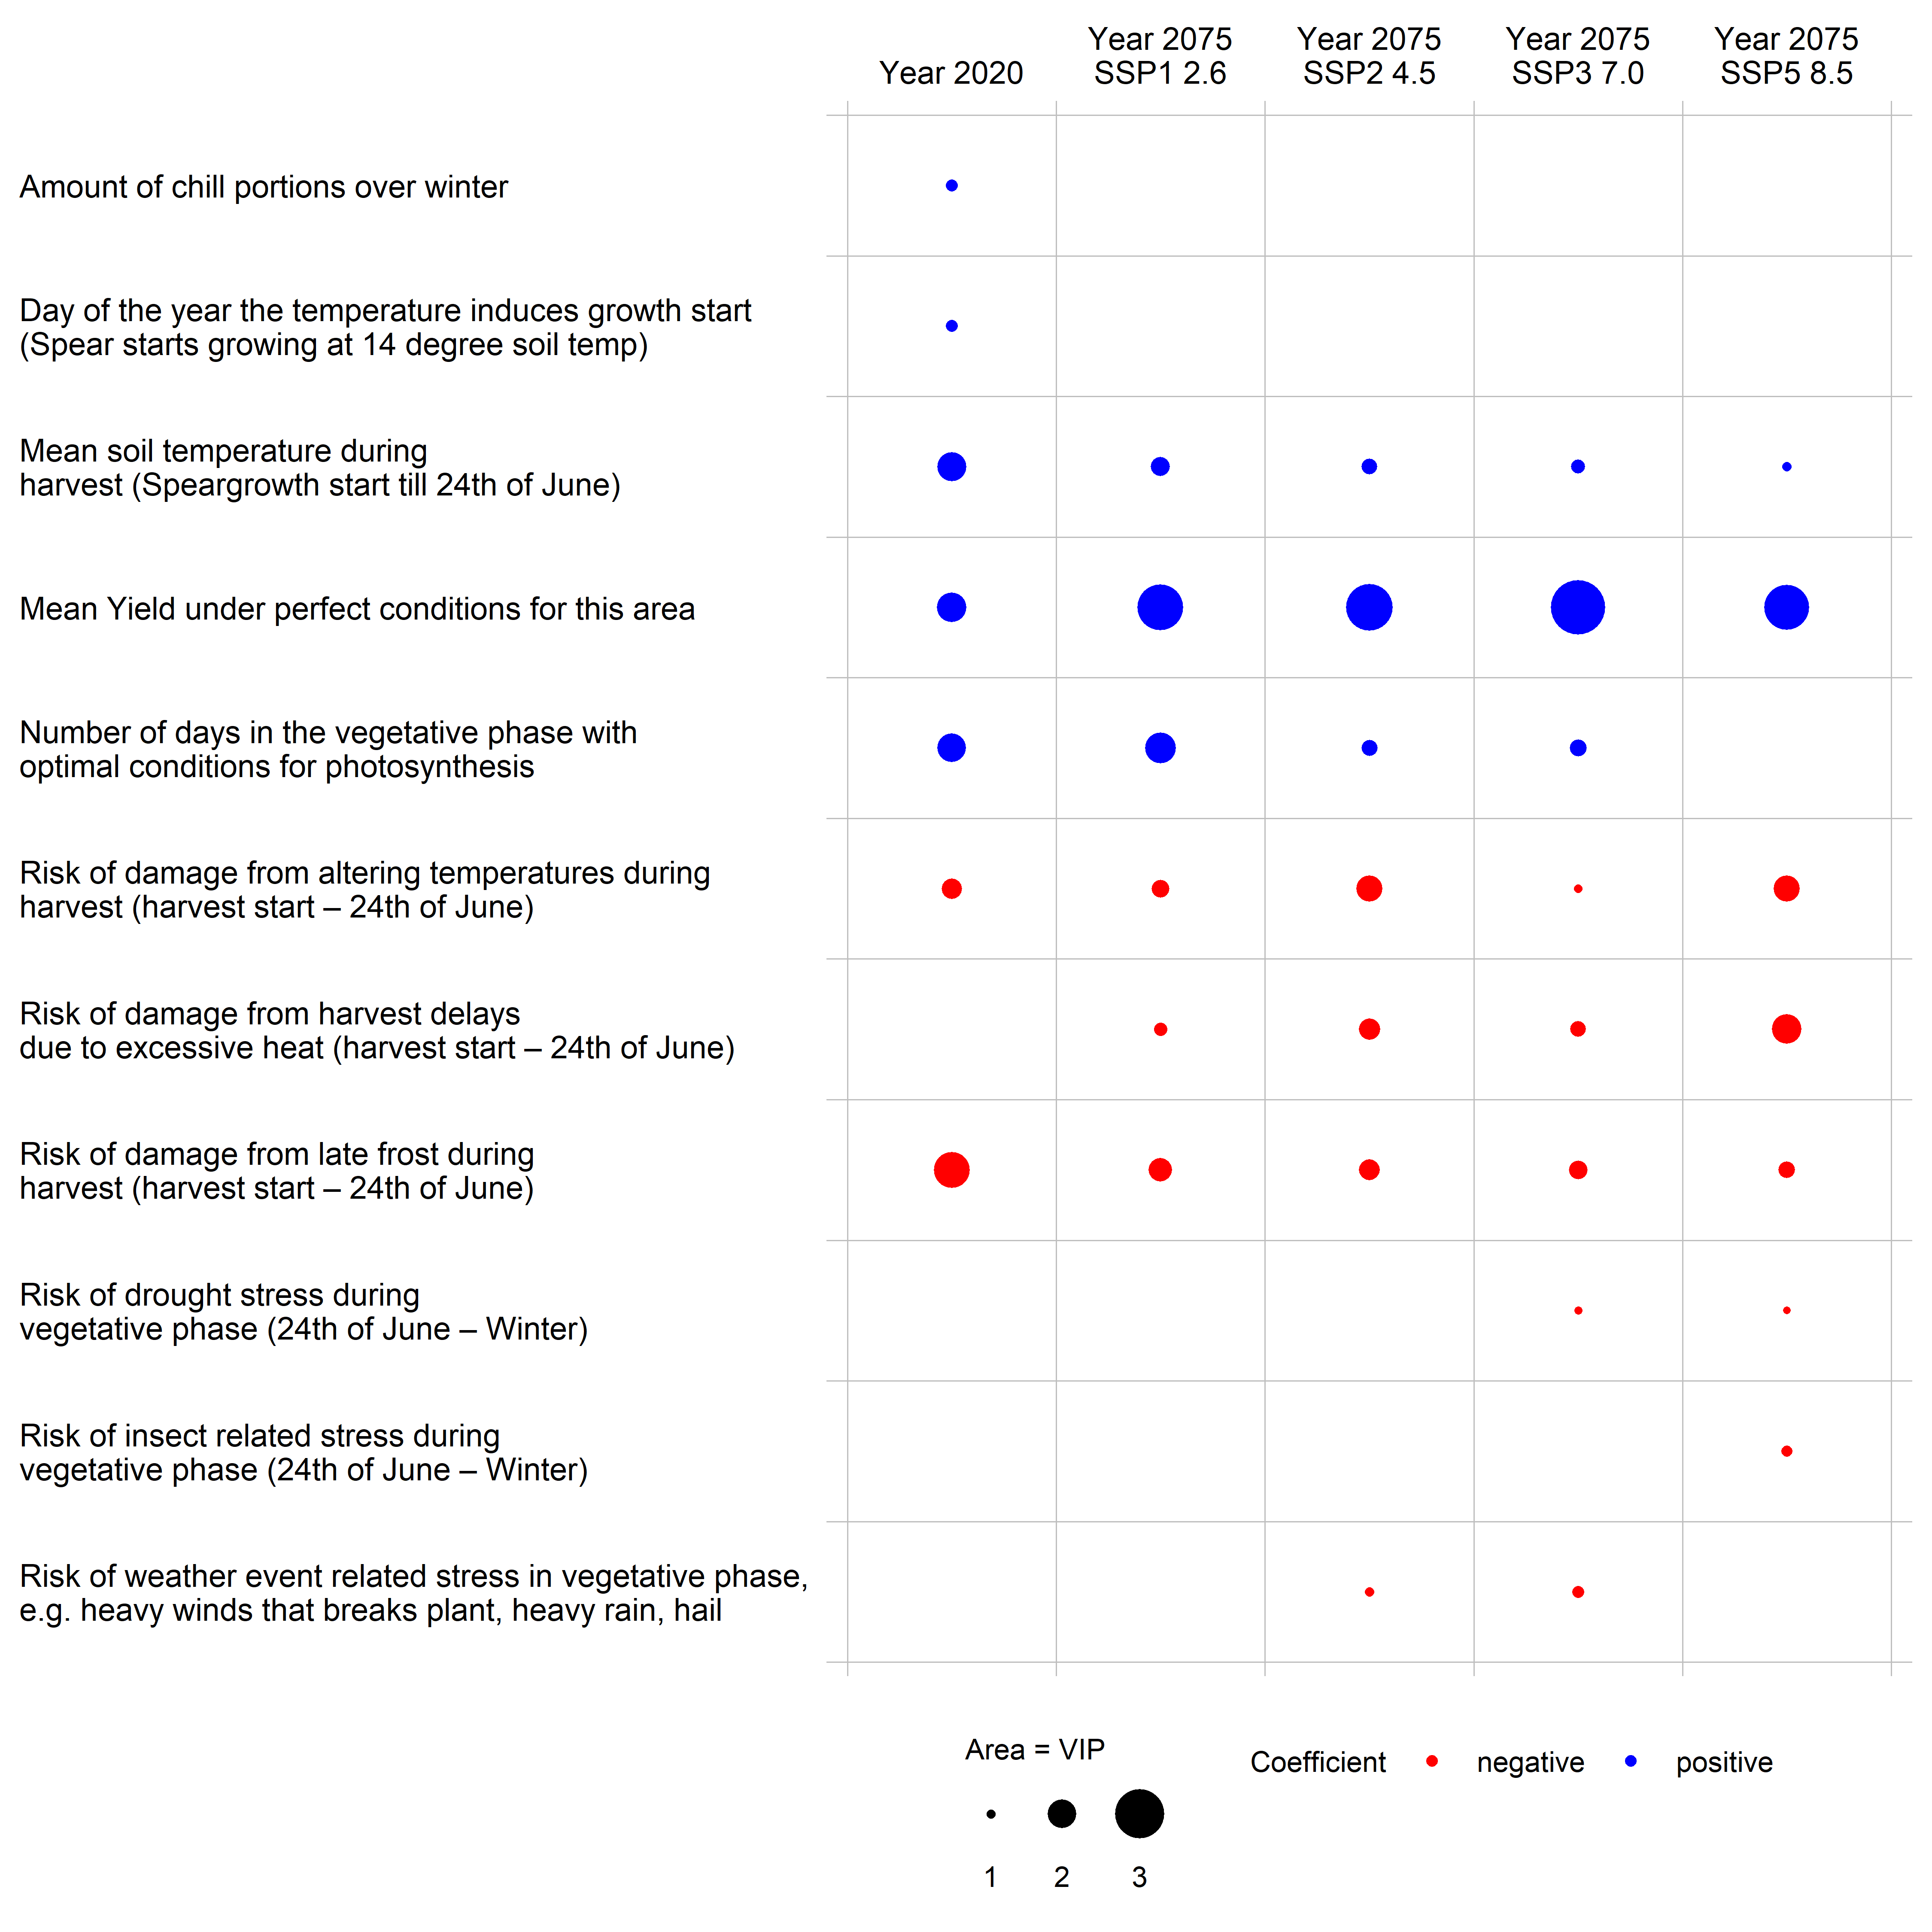 Year 2020
Year 2075
SSP1 2.6
Year 2075
SSP2 4.5
Year 2075
SSP3 7.0
Year 2075
SSP5 8.5
Amount of chill portions over winter
Day of the year the temperature induces growth start
(Spear starts growing at 14 degree soil temp)
Mean soil temperature during
harvest (Speargrowth start till 24th of June)
Mean Yield under perfect conditions for this area
Number of days in the vegetative phase with
optimal conditions for photosynthesis
Risk of damage from altering temperatures during
harvest (harvest start – 24th of June)
Risk of damage from harvest delays
due to excessive heat (harvest start – 24th of June)
Risk of damage from late frost during
harvest (harvest start – 24th of June)
Risk of drought stress during
vegetative phase (24th of June – Winter)
Risk of insect related stress during
vegetative phase (24th of June – Winter)
Risk of weather event related stress in vegetative phase,
e.g. heavy winds that breaks plant, heavy rain, hail
Area = VIP
1 2 3
Coefficient negative positive